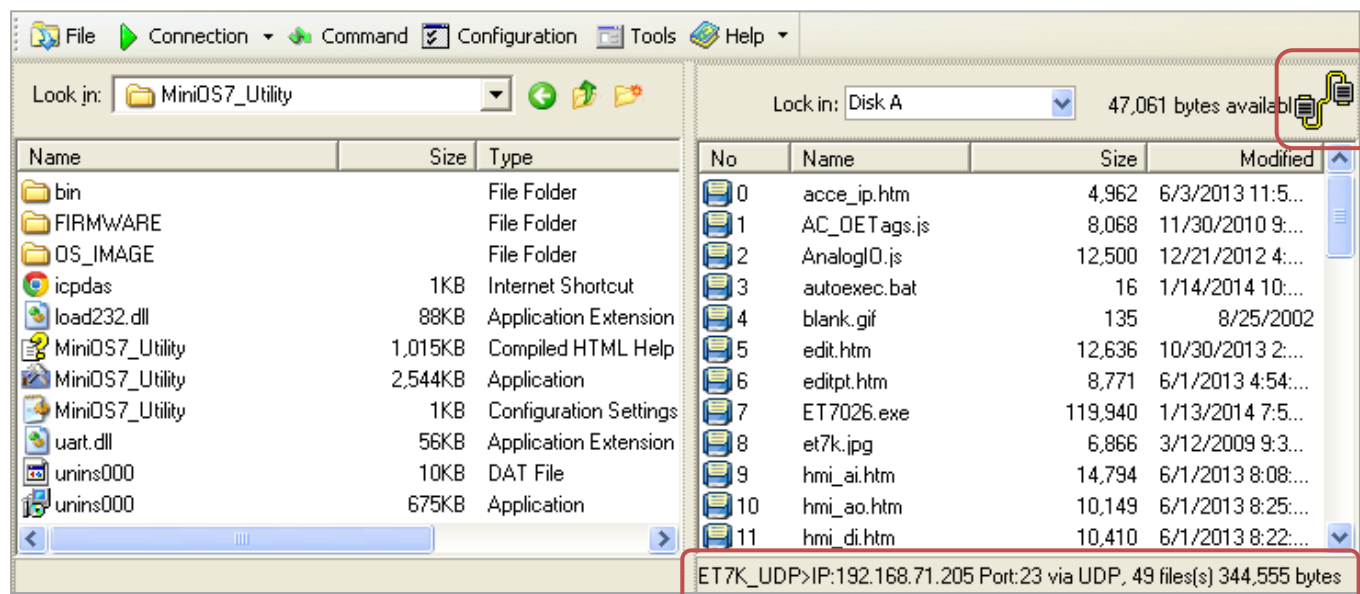 File Connection Command Configuration Tools Help
Look in: MiniOS7_Utility
Name Size Type
bin File Folder
FIRMWARE File Folder
OS_IMAGE File Folder
icpdas 1KB Internet Shortcut
load232.dll 88KB Application Extension
MiniOS7_Utility 1,015KB Compiled HTML Help
MiniOS7_Utility 2,544KB Application
MiniOS7_Utility 1KB Configuration Settings
uart.dll 56KB Application Extension
unins000 10KB DAT File
unins000 675KB Application
Lock in: Disk A 47,061 bytes availabl
No Name Size Modified
0 acce_ip.htm 4,962 6/3/2013 11:5...
1 AC_OETags.js 8,068 11/30/2010 9:...
2 AnalogIO.js 12,500 12/21/2012 4:...
3 autoexec.bat 16 1/14/2014 10:...
4 blank.gif 135 8/25/2002
5 edit.htm 12,636 10/30/2013 2:...
6 editpt.htm 8,771 6/1/2013 4:54:...
7 ET7026.exe 119,940 1/13/2014 7:5...
8 et7k.jpg 6,866 3/12/2009 9:3...
9 hmi_ai.htm 14,794 6/1/2013 8:08:...
10 hmi_ao.htm 10,149 6/1/2013 8:25:...
11 hmi_di.htm 10,410 6/1/2013 8:22:...
ET7K_UDP>IP:192.168.71.205 Port:23 via UDP, 49 files(s) 344,555 bytes